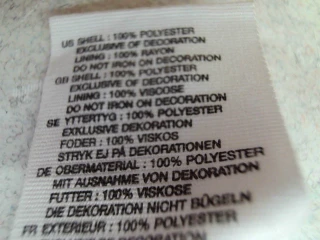 US SHELL : 100% POLYESTER
EXCLUSIVE OF DECORATION
LINING : 100% RAYON
DO NOT IRON ON DECORATION
GB SHELL : 100% POLYESTER
EXCLUSIVE OF DECORATION
LINING : 100% VISCOSE
DO NOT IRON ON DECORATION
SE YTTERTYG : 100% POLYESTER
EXKLUSIVE DEKORATION
FODER : 100% VISKOS
STRYK EJ PÅ DEKORATIONEN
DE OBERMATERIAL : 100% POLYESTER
MIT AUSNAHME VON DEKORATION
FUTTER : 100% VISKOSE
DIE DEKORATION NICHT BÜGELN
FR EXTERIEUR : 100% POLYESTER